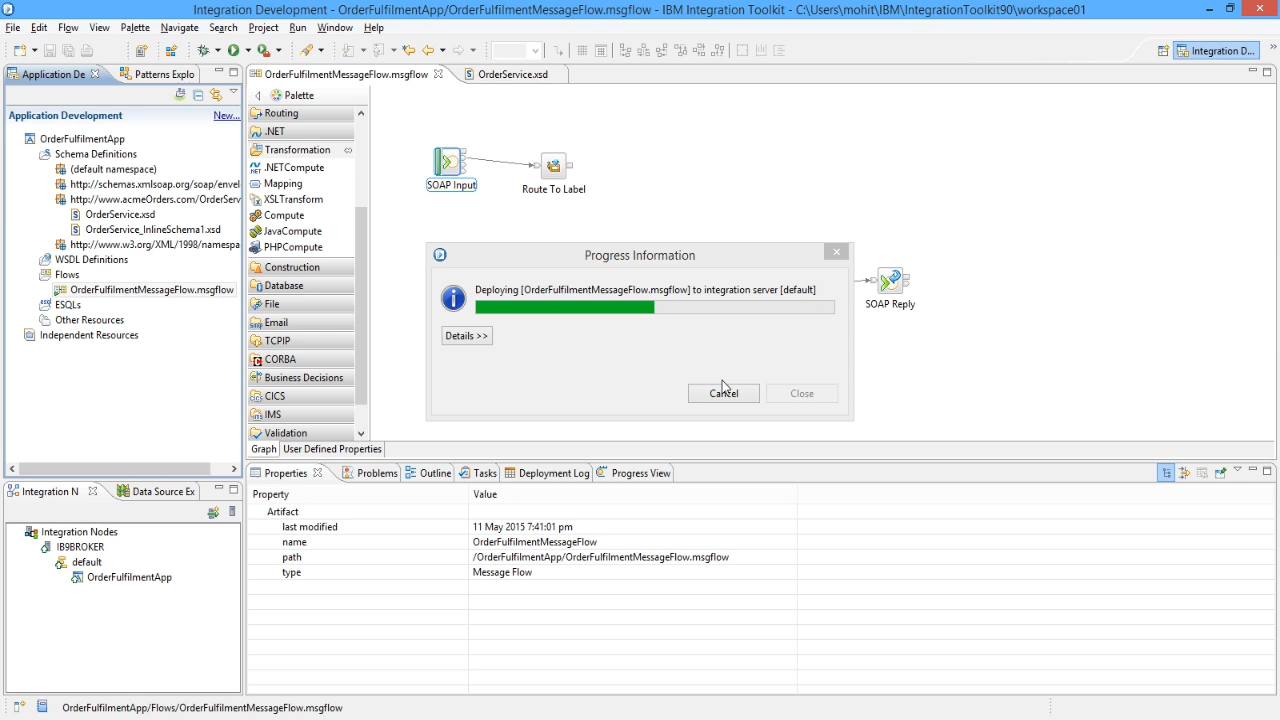 Integration Development - OrderFulfilmentApp/OrderFulfilmentMessageFlow.msgflow - IBM Integration Toolkit - C:\Users\mohit\IBM\IntegrationToolkit90\workspace01
File Edit Flow View Palette Navigate Search Project Run Window Help
Integration D...
Application De
Patterns Explo
OrderFulfilmentMessageFlow.msgflow
OrderService.xsd
Application Development
New...
OrderFulfilmentApp
Schema Definitions
(default namespace)
http://schemas.xmlsoap.org/soap/envel
http://www.acmeOrders.com/OrderServ
OrderService.xsd
OrderService_InlineSchema1.xsd
http://www.w3.org/XML/1998/namespa
WSDL Definitions
Flows
OrderFulfilmentMessageFlow.msgflow
ESQLs
Other Resources
Independent Resources
Palette
Routing
.NET
Transformation
.NETCompute
Mapping
XSLTransform
Compute
JavaCompute
PHPCompute
Construction
Database
File
Email
TCPIP
CORBA
Business Decisions
CICS
IMS
Validation
Graph
User Defined Properties
SOAP Input
Route To Label
SOAP Reply
Progress Information
Deploying [OrderFulfilmentMessageFlow.msgflow] to integration server [default]
Details >>
Cancel
Close
Integration N
Data Source Ex
Integration Nodes
IB9BROKER
default
OrderFulfilmentApp
Properties
Problems
Outline
Tasks
Deployment Log
Progress View
Property Value
Artifact
last modified 11 May 2015 7:41:01 pm
name OrderFulfilmentMessageFlow
path /OrderFulfilmentApp/OrderFulfilmentMessageFlow.msgflow
type Message Flow
OrderFulfilmentApp/Flows/OrderFulfilmentMessageFlow.msgflow